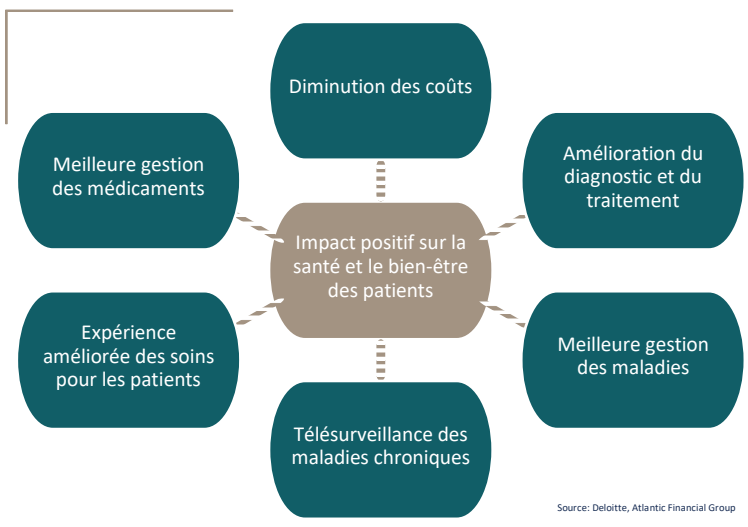 Diminution des coûts
Meilleure gestion
des médicaments
Amélioration du
diagnostic et du
traitement
Impact positif sur la
santé et le bien-être
des patients
Expérience
améliorée des soins
pour les patients
Meilleure gestion
des maladies
Télésurveillance des
maladies chroniques
Source: Deloitte, Atlantic Financial Group